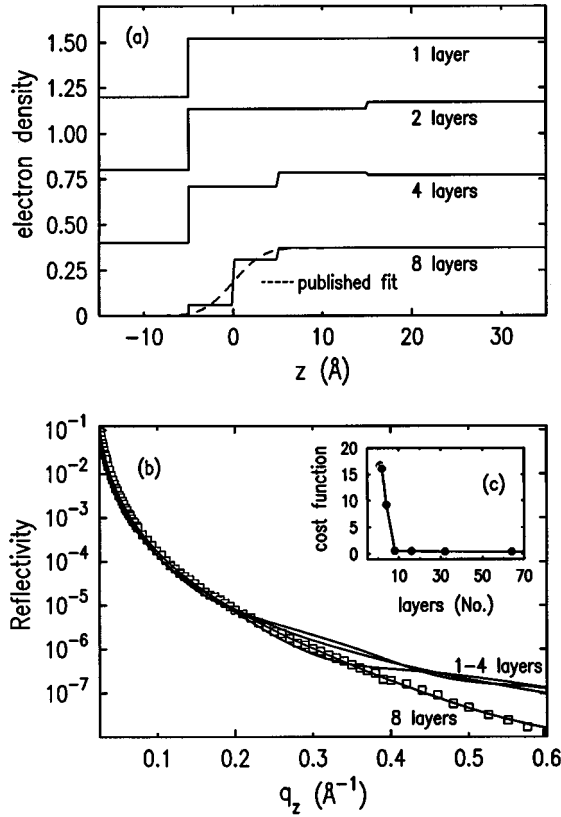 (a)
1.50
1.25
1.00
0.75
0.50
0.25
0
electron density
1 layer
2 layers
4 layers
8 layers
published fit
−10 0 10 20 30
z (Å)
(b)
10⁻¹
10⁻²
10⁻³
10⁻⁴
10⁻⁵
10⁻⁶
10⁻⁷
Reflectivity
1−4 layers
8 layers
0.1 0.2 0.3 0.4 0.5 0.6
q_z (Å⁻¹)
(c)
20
15
10
5
0
cost function
10 30 50 70
layers (No.)